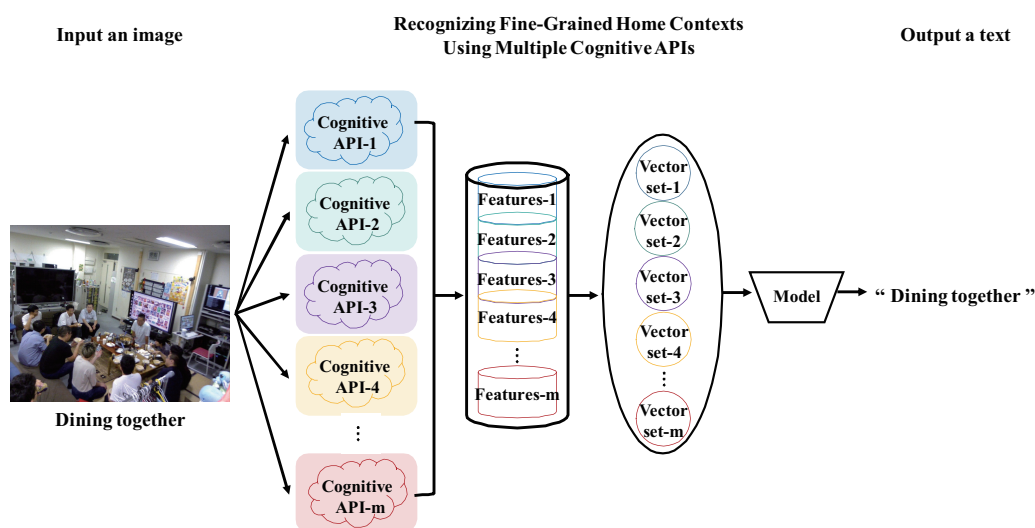 Input an image
Recognizing Fine-Grained Home Contexts
Using Multiple Cognitive APIs
Output a text
Cognitive
API-1
Cognitive
API-2
Cognitive
API-3
Cognitive
API-4
⋮
Cognitive
API-m
Features-1
Features-2
Features-3
Features-4
⋮
Features-m
Vector
set-1
Vector
set-2
Vector
set-3
Vector
set-4
⋮
Vector
set-m
Model
“ Dining together ”
Dining together